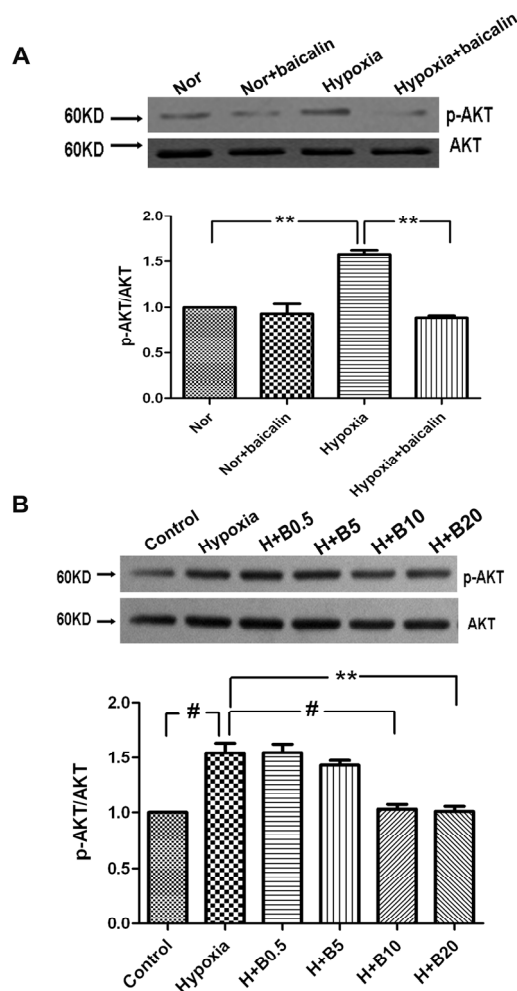 A
Nor Nor+baicalin Hypoxia Hypoxia+baicalin
60KD p-AKT
60KD AKT
2.0
** **
1.5
p-AKT/AKT
1.0
0.5
0.0
Nor Nor+baicalin Hypoxia Hypoxia+baicalin
B
Control Hypoxia H+B0.5 H+B5 H+B10 H+B20
60KD p-AKT
60KD AKT
2.0
**
# #
1.5
p-AKT/AKT
1.0
0.5
0.0
Control Hypoxia H+B0.5 H+B5 H+B10 H+B20